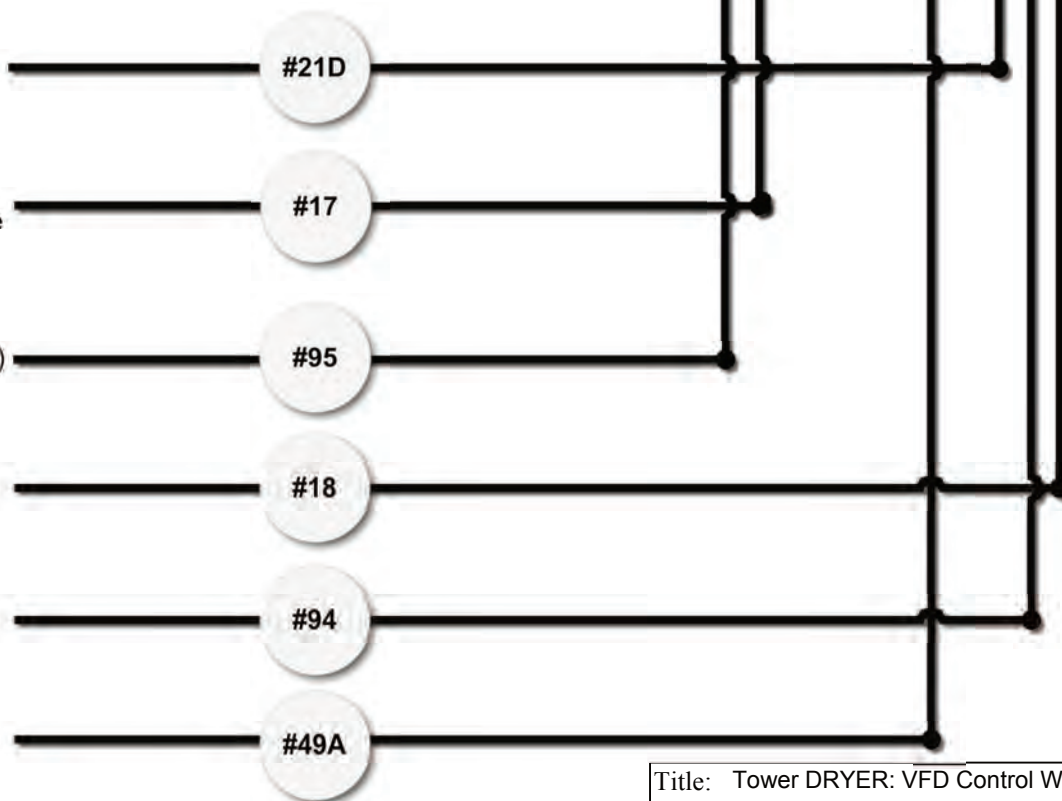 #21D
#17
e
)
#95
#18
#94
#49A
Title: Tower DRYER: VFD Control W